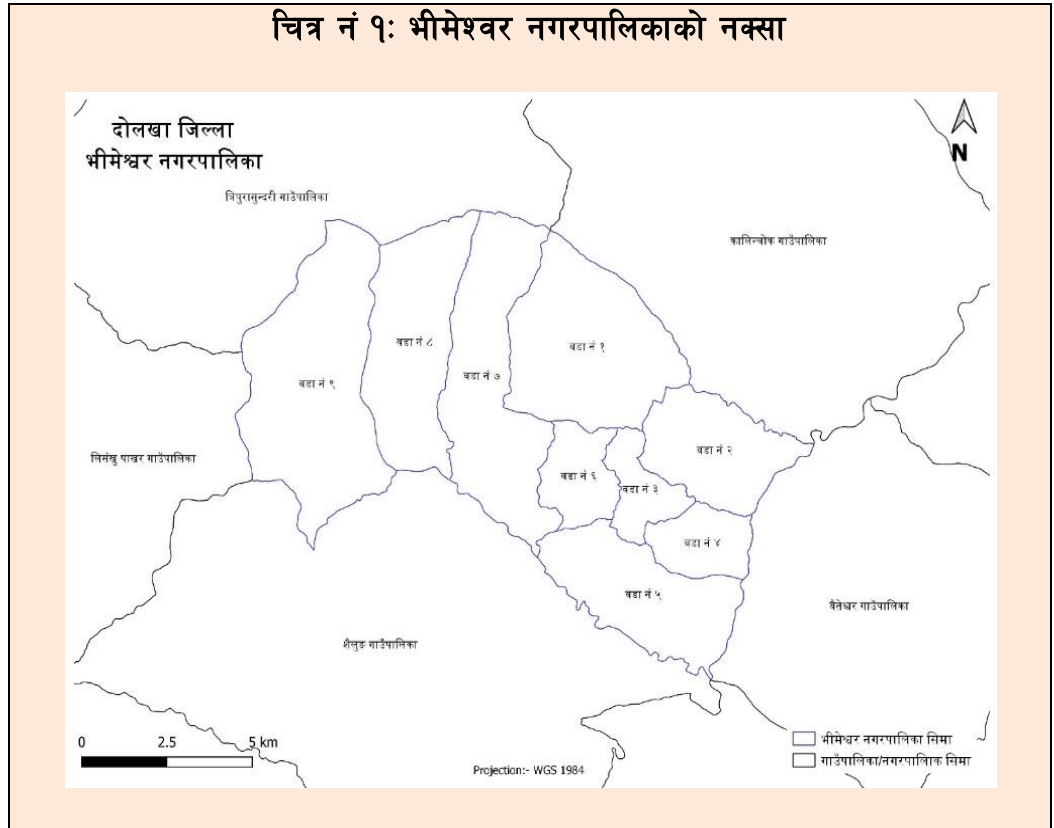 चित्र नं १: भीमेश्वर नगरपालिकाको नक्सा
दोलखा जिल्ला
भीमेश्वर नगरपालिका
N
त्रिपुरासुन्दरी गाउँपालिका
कालिन्चोक गाउँपालिका
वडा नं ८
वडा नं १
वडा नं ७
वडा नं ९
वडा नं २
लिसंखु पाखर गाउँपालिका
वडा नं ६
वडा नं ३
वडा नं ४
वडा नं ५
बैतेश्वर गाउँपालिका
शैलुङ गाउँपालिका
0 2.5 5 km
Projection:- WGS 1984
भीमेश्वर नगरपालिका सिमा
गाउँपालिका/नगरपालिाक सिमा